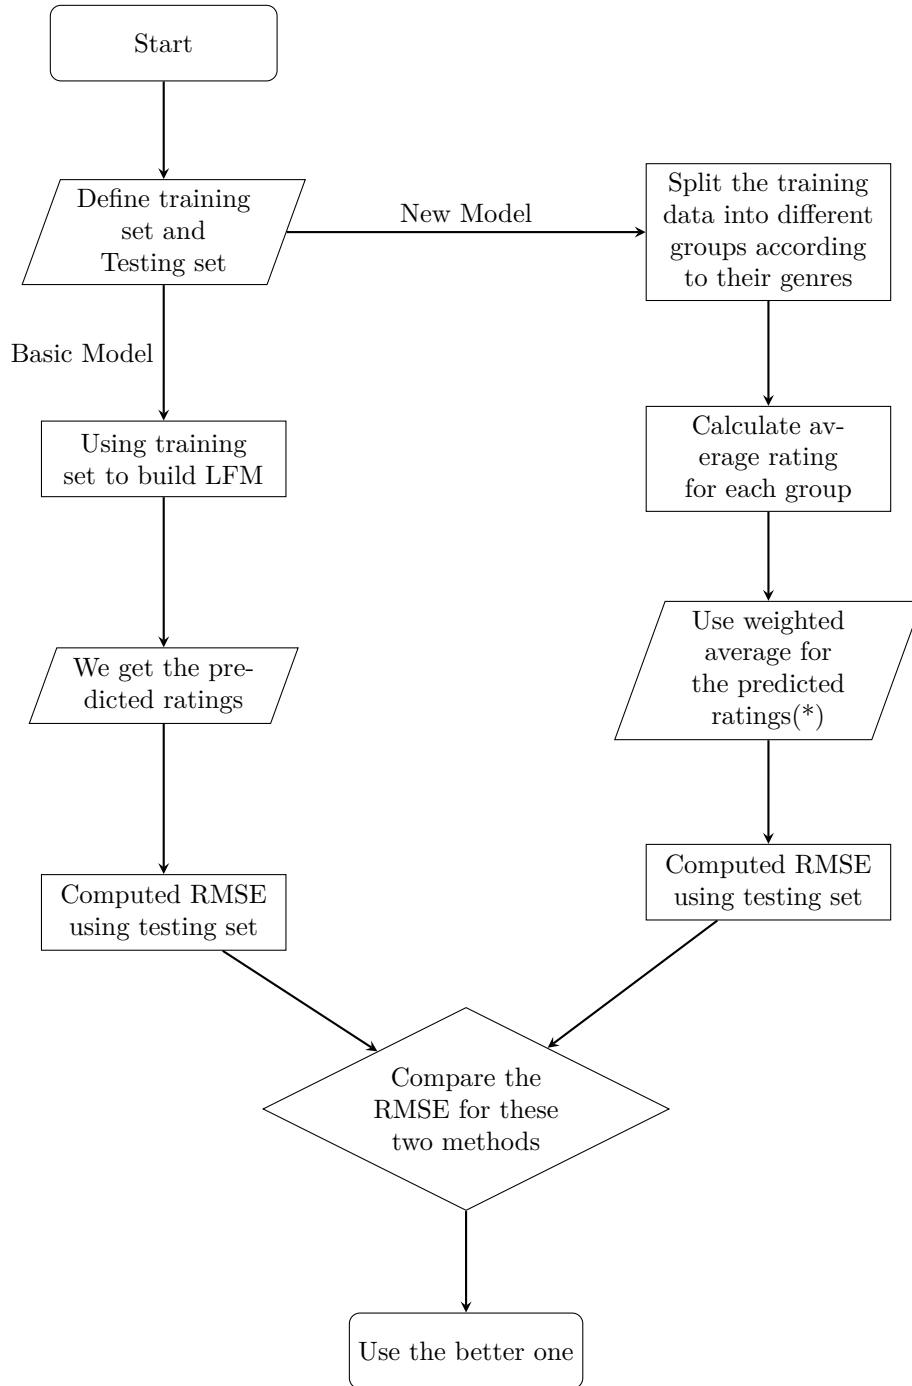 Start
Define training
set and
Testing set
New Model
Split the training
data into different
groups according
to their genres
Basic Model
Using training
set to build LFM
Calculate av-
erage rating
for each group
We get the pre-
dicted ratings
Use weighted
average for
the predicted
ratings(*)
Computed RMSE
using testing set
Computed RMSE
using testing set
Compare the
RMSE for these
two methods
Use the better one